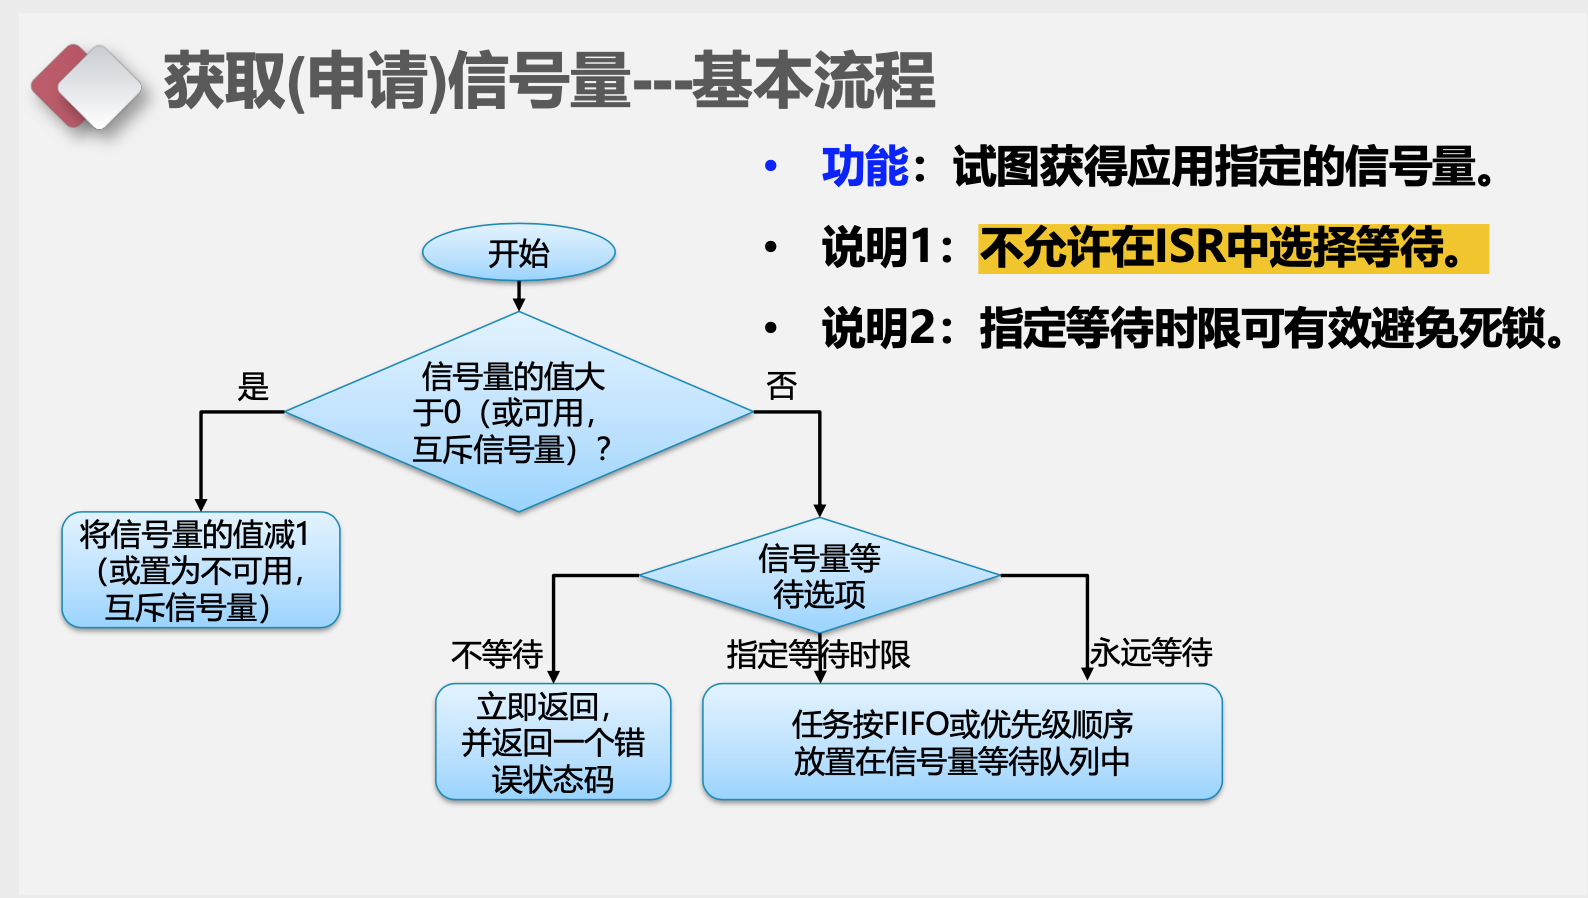 获取(申请)信号量---基本流程
• 功能：试图获得应用指定的信号量。
• 说明1：不允许在ISR中选择等待。
• 说明2：指定等待时限可有效避免死锁。
开始
信号量的值大
于0（或可用，
互斥信号量）？
是
否
将信号量的值减1
（或置为不可用，
互斥信号量）
信号量等
待选项
不等待
指定等待时限
永远等待
立即返回，
并返回一个错
误状态码
任务按FIFO或优先级顺序
放置在信号量等待队列中